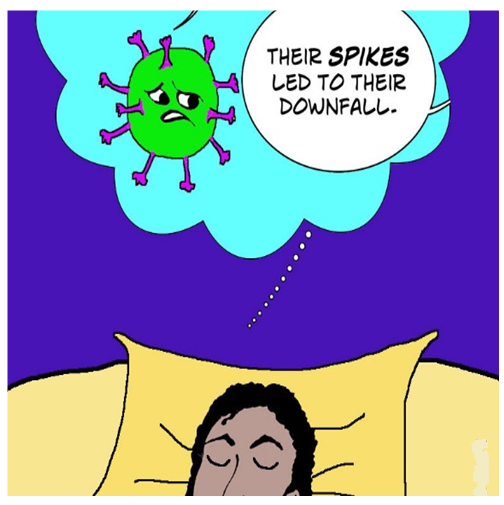 THEIR SPIKES
LED TO THEIR
DOWNFALL.